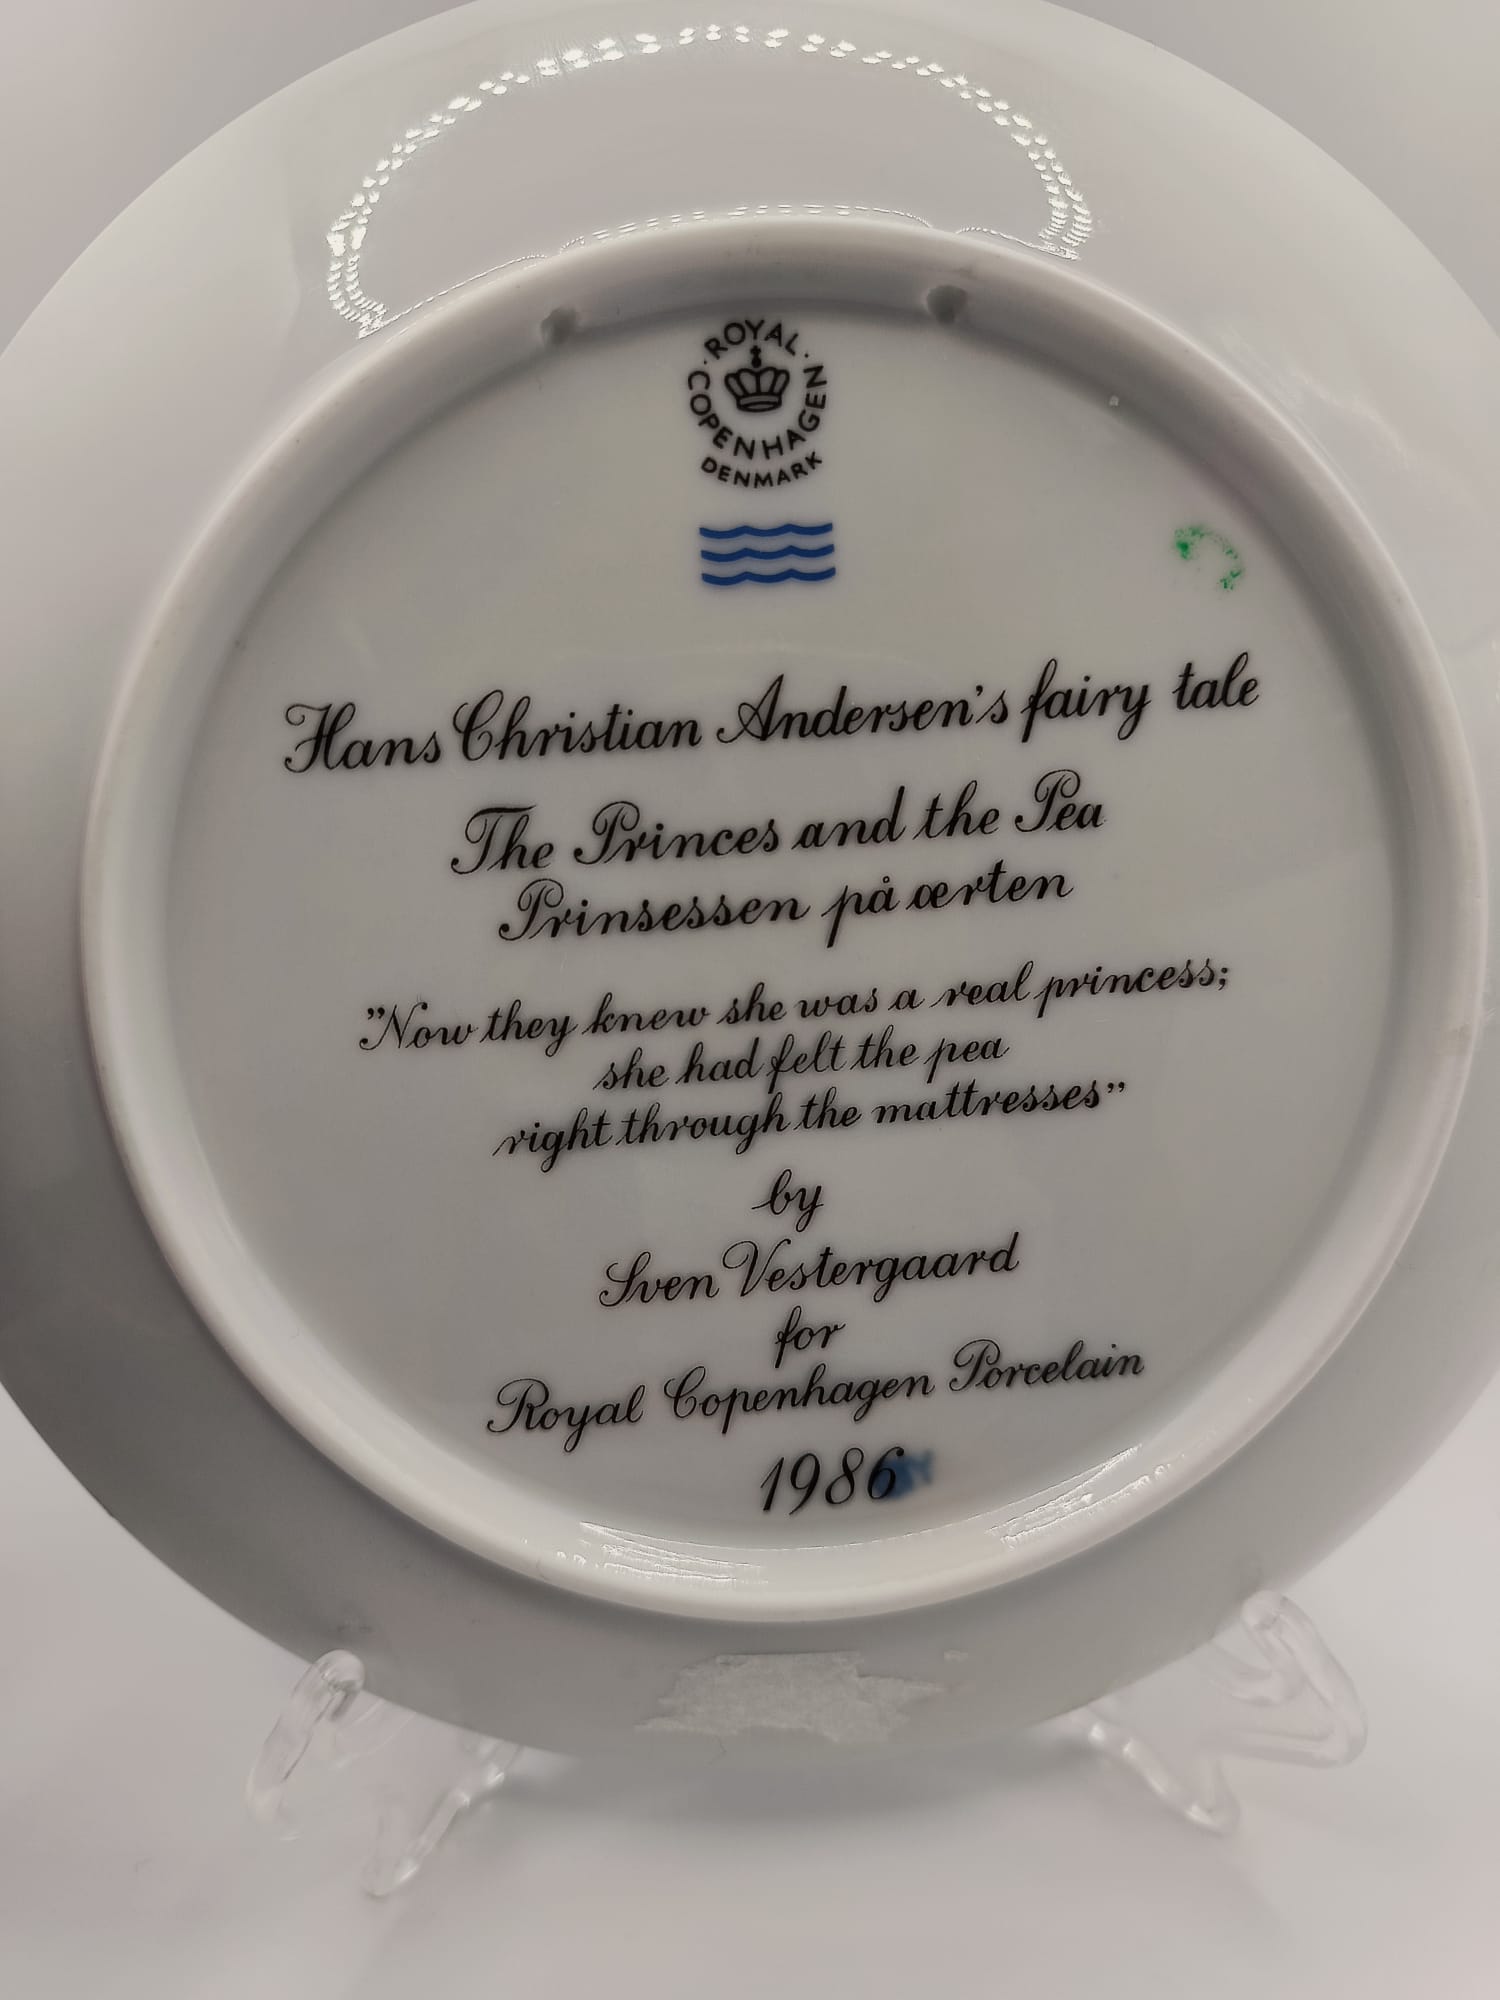 ROYAL
COPENHAGEN
DENMARK
Hans Christian Andersen's fairy tale
The Princes and the Pea
Prinsessen på ærten
”Now they knew she was a real princess;
she had felt the pea
right through the mattresses”
by
Sven Vestergaard
for
Royal Copenhagen Porcelain
1986